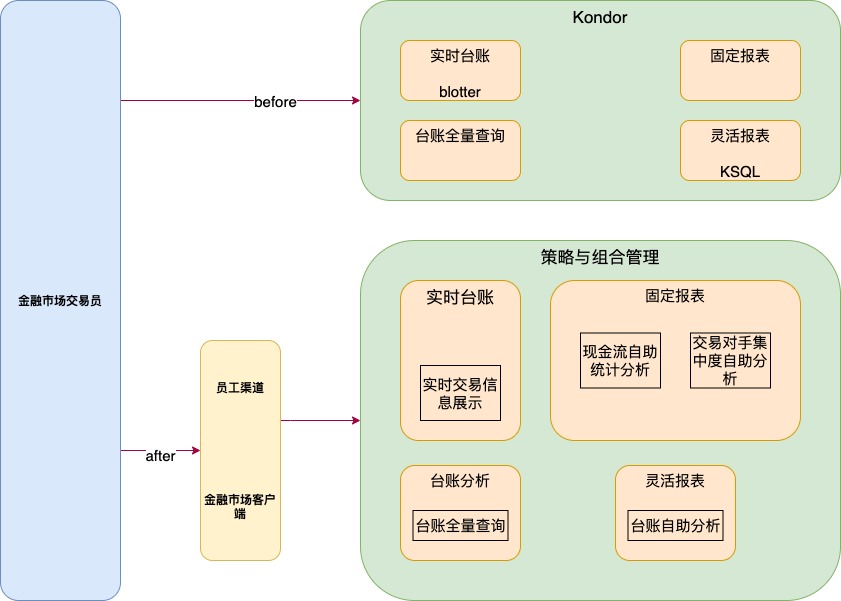 Kondor
实时台账
blotter
固定报表
before
台账全量查询
灵活报表
KSQL
策略与组合管理
金融市场交易员
实时台账
实时交易信
息展示
固定报表
现金流自助
统计分析
交易对手集
中度自助分
析
员工渠道
金融市场客户
端
after
台账分析
台账全量查询
灵活报表
台账自助分析